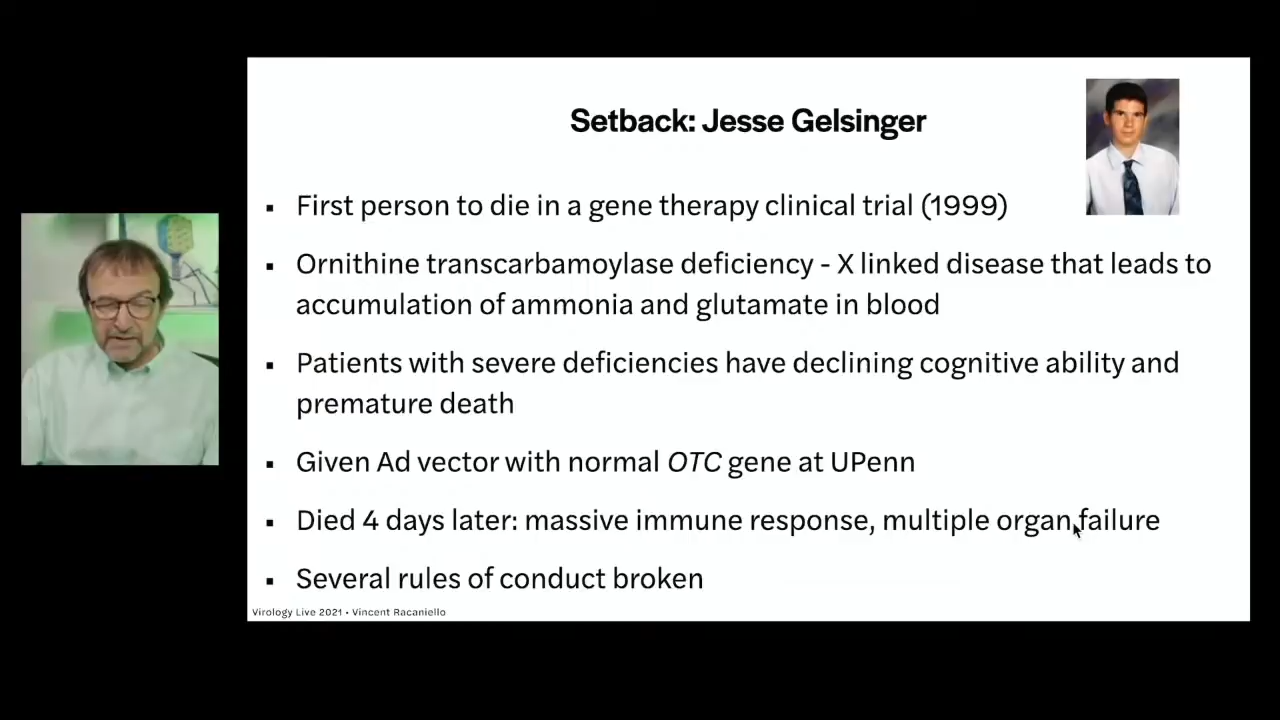 Setback: Jesse Gelsinger
▪ First person to die in a gene therapy clinical trial (1999)
▪ Ornithine transcarbamoylase deficiency - X linked disease that leads to
accumulation of ammonia and glutamate in blood
▪ Patients with severe deficiencies have declining cognitive ability and
premature death
▪ Given Ad vector with normal OTC gene at UPenn
▪ Died 4 days later: massive immune response, multiple organ failure
▪ Several rules of conduct broken
Virology Live 2021 • Vincent Racaniello